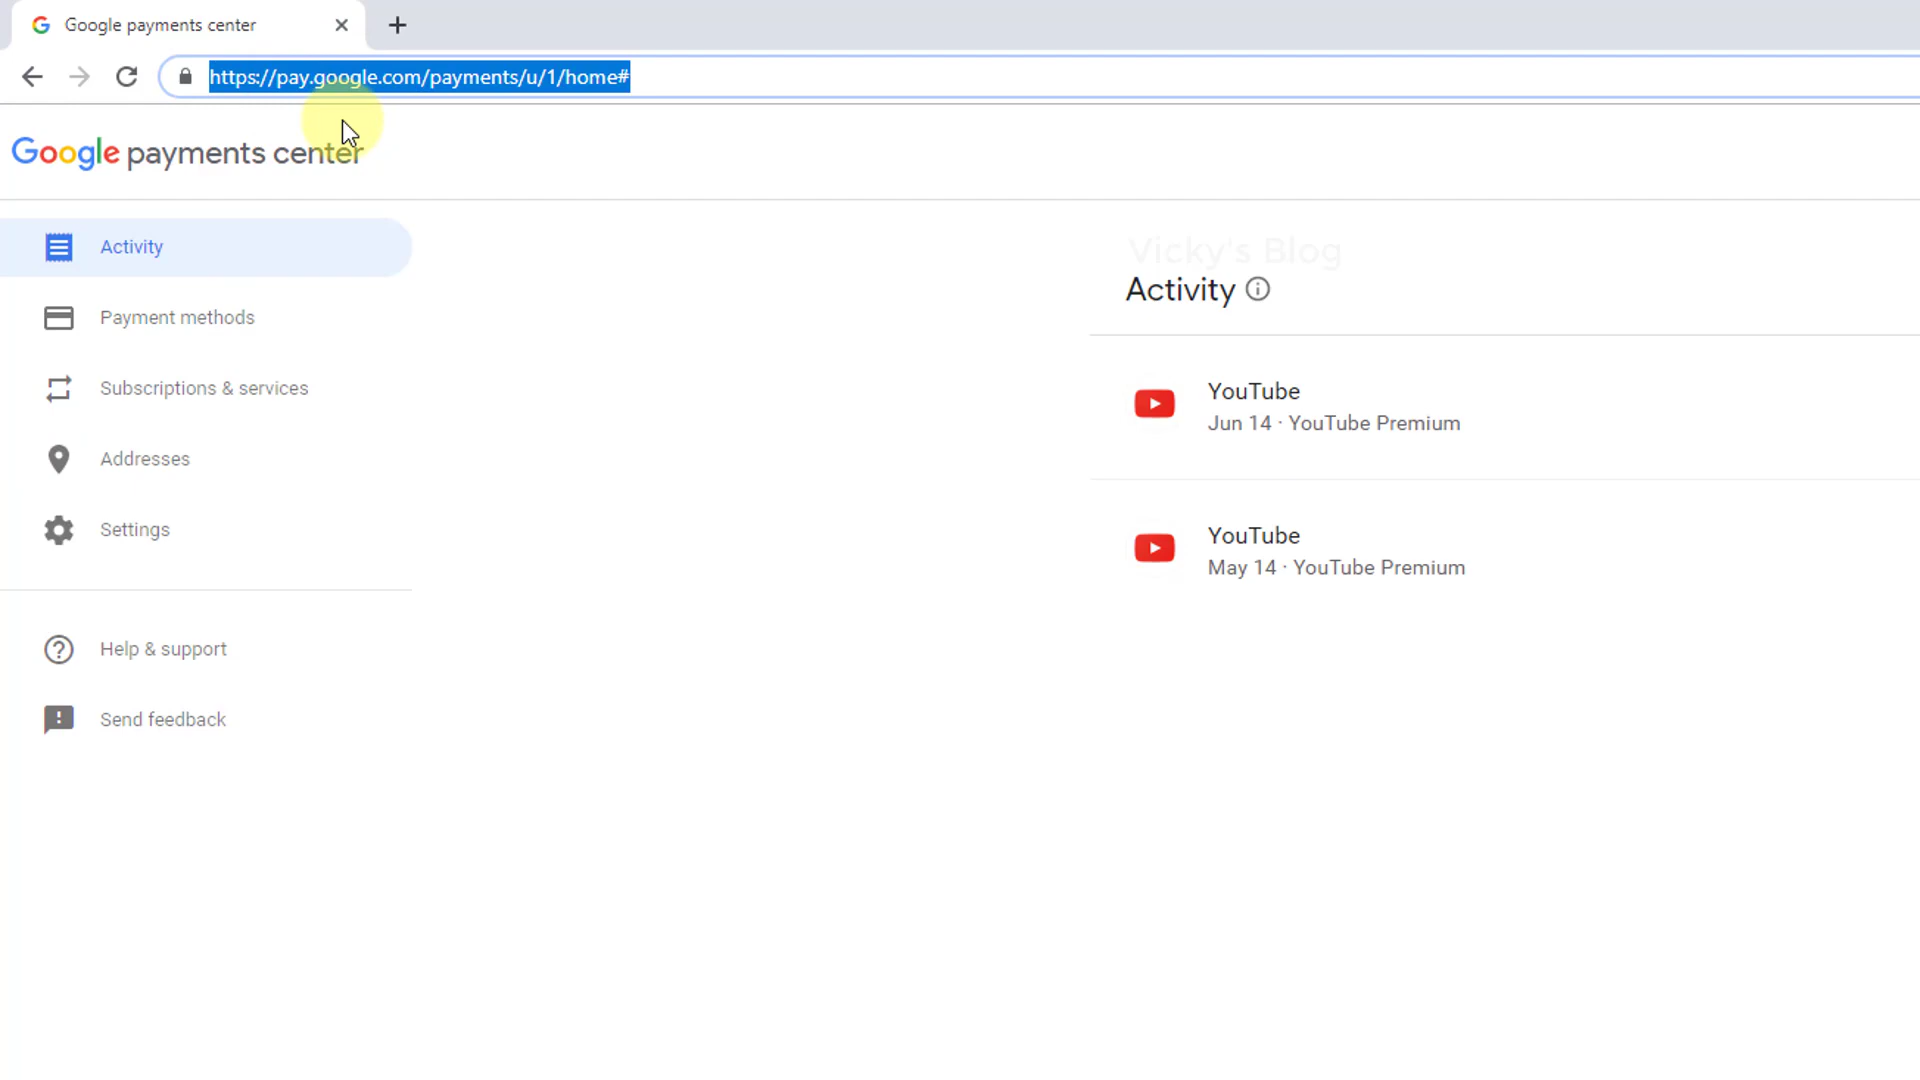 Google payments center
https://pay.google.com/payments/u/1/home#
Google payments center
Activity
Payment methods
Subscriptions & services
Addresses
Settings
Help & support
Send feedback
Vicky's Blog
Activity
YouTube
Jun 14 · YouTube Premium
YouTube
May 14 · YouTube Premium